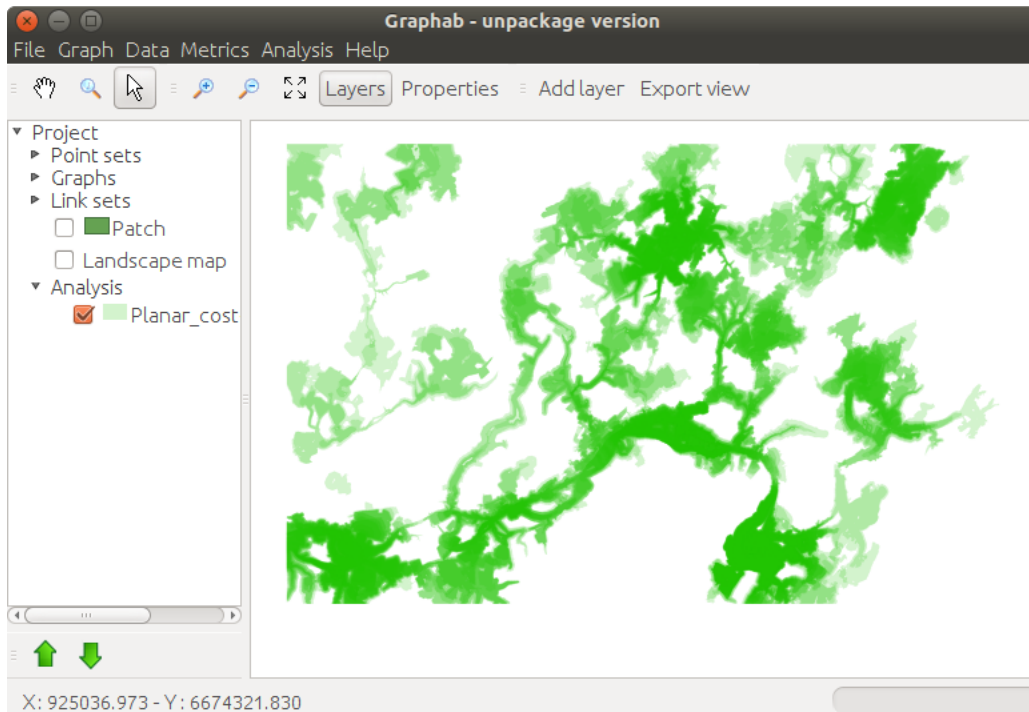 Graphab - unpackage version
File Graph Data Metrics Analysis Help
Layers Properties Add layer Export view
Project
Point sets
Graphs
Link sets
Patch
Landscape map
Analysis
Planar_cost
X: 925036.973 - Y: 6674321.830